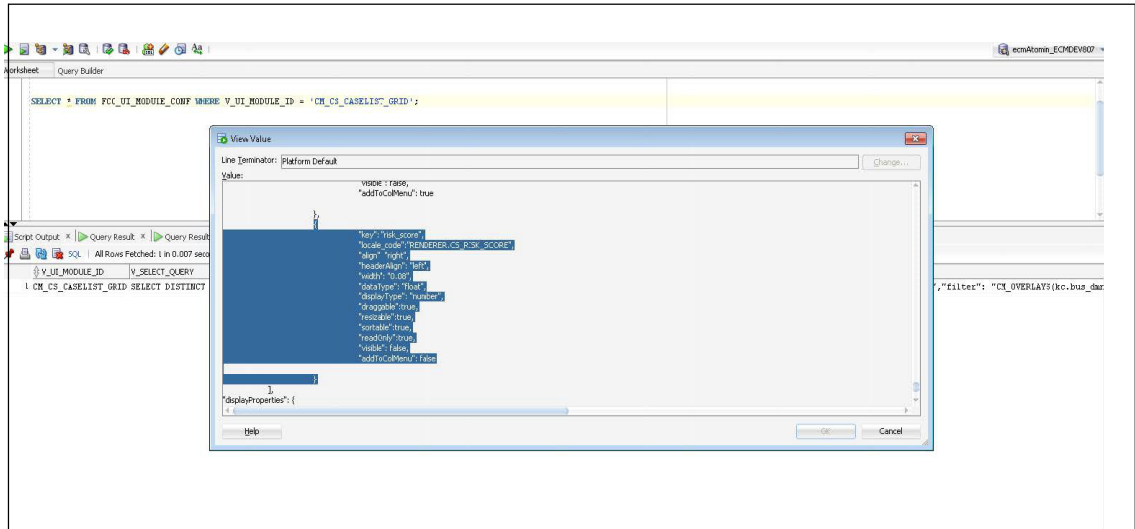 ecmAtomin_ECMDEV807
Worksheet Query Builder
SELECT * FROM FCC_UI_MODULE_CONF WHERE V_UI_MODULE_ID = 'CM_CS_CASELIST_GRID';
View Value
Line Terminator: Platform Default Change...
Value:
"visible": false,
"addToColMenu": true
},
{
"key": "risk_score",
"locale_code":"RENDERER.CS_RISK_SCORE",
"align" "right",
"headerAlign": "left",
"width": "0.08",
"dataType": "float",
"displayType": "number",
"draggable":true,
"resizable":true,
"sortable":true,
"readOnly":true,
"visible": false,
"addToColMenu": false
}
],
"displayProperties": {
Help OK Cancel
Script Output × Query Result × Query Result
SQL | All Rows Fetched: 1 in 0.007 seco
V_UI_MODULE_ID V_SELECT_QUERY
1 CM_CS_CASELIST_GRID SELECT DISTINCT ","filter": "CM_OVERLAYS(kc.bus_dmn